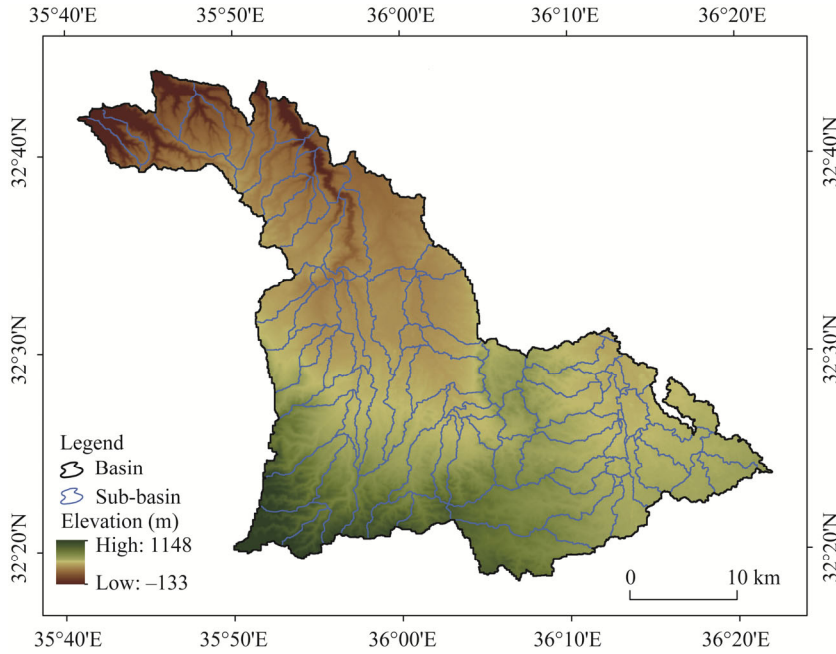 35°40'E 35°50'E 36°00'E 36°10'E 36°20'E
32°40'N 32°40'N
32°30'N 32°30'N
Legend
Basin
Sub-basin
Elevation (m)
High: 1148
Low: –133
32°20'N 32°20'N
0 10 km
35°40'E 35°50'E 36°00'E 36°10'E 36°20'E